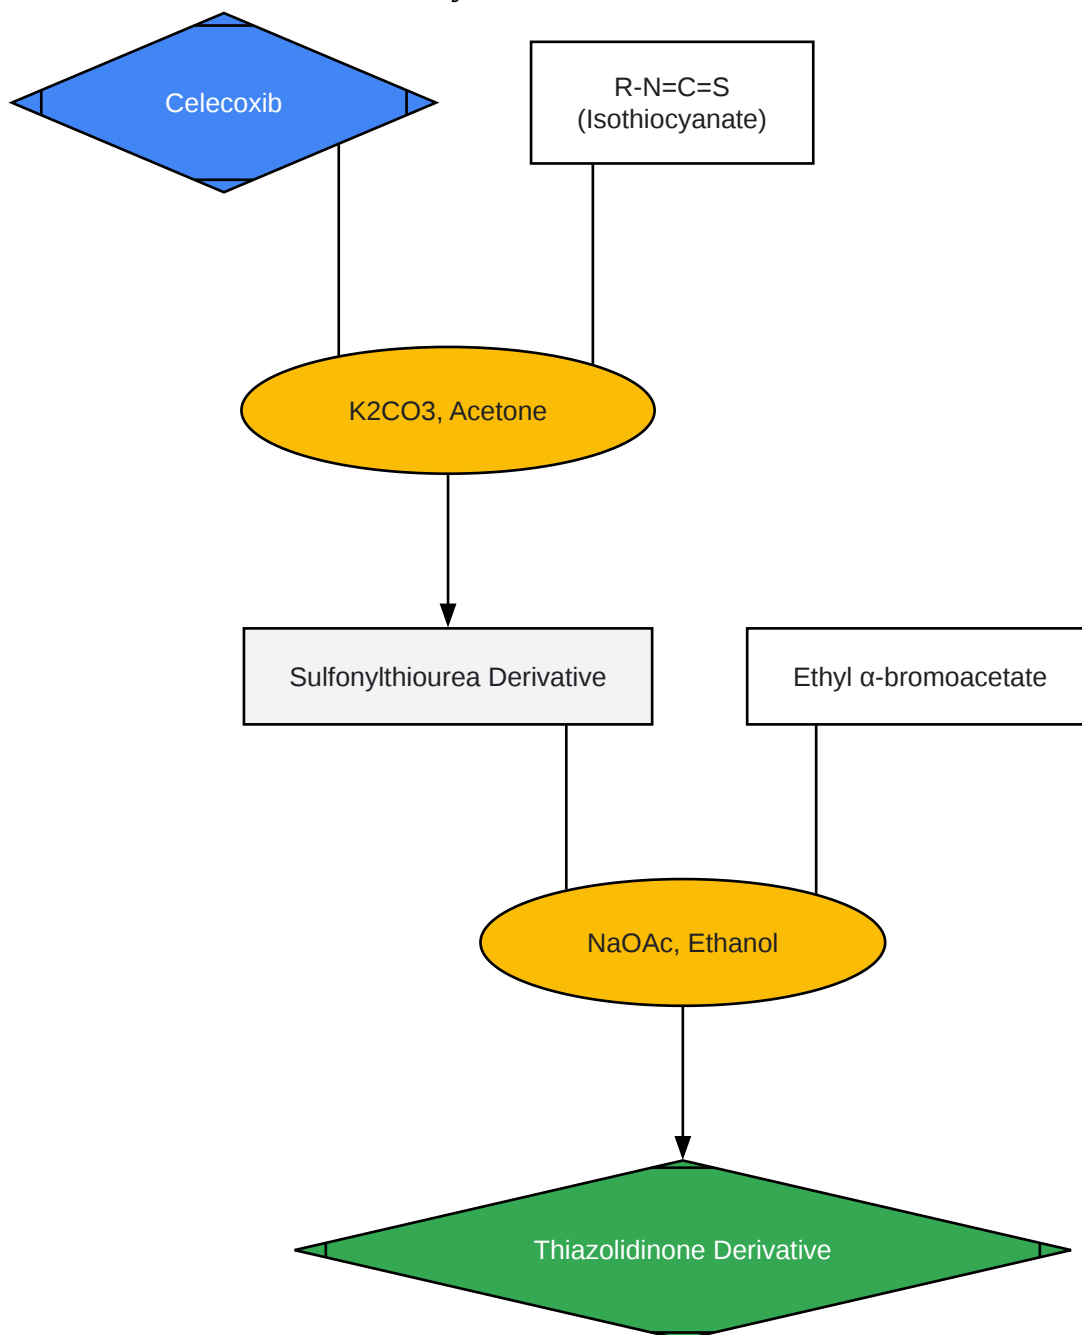 Celecoxib
R-N=C=S
(Isothiocyanate)
K2CO3, Acetone
Sulfonylthiourea Derivative
Ethyl α-bromoacetate
NaOAc, Ethanol
Thiazolidinone Derivative